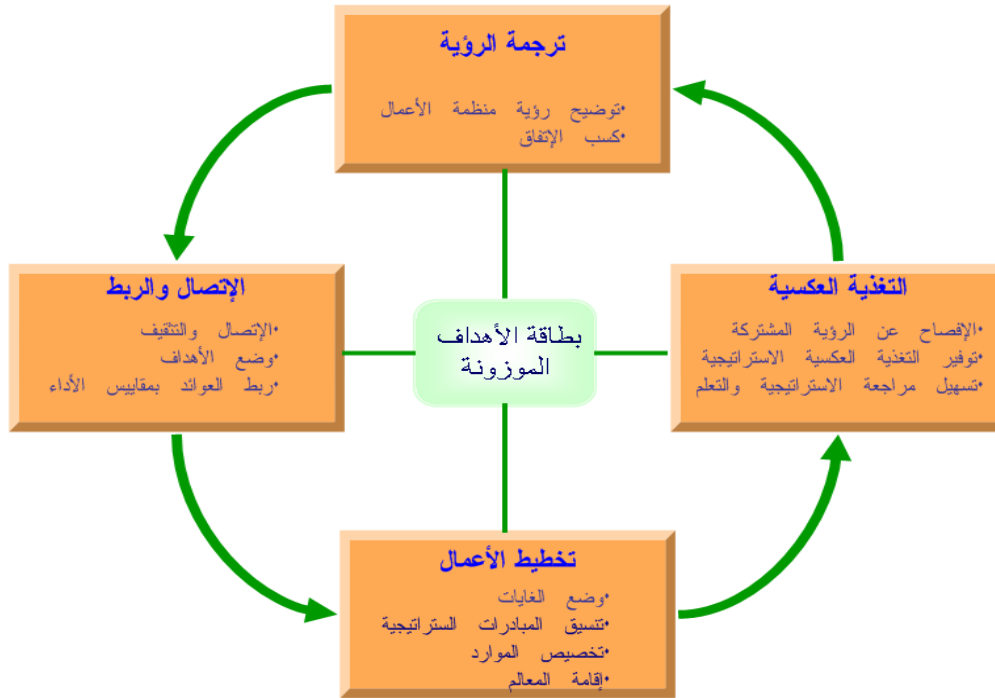 ترجمة الرؤية
•توضيح رؤية منظمة الأعمال
•كسب الإتفاق
الإتصال والربط
•الإتصال والتثقيف
•وضع الأهداف
•ربط العوائد بمقاييس الأداء
بطاقة الأهداف
الموزونة
التغذية العكسية
•الإفصاح عن الرؤية المشتركة
•توفير التغذية العكسية الاستراتيجية
•تسهيل مراجعة الاستراتيجية والتعلم
تخطيط الأعمال
•وضع الغايات
•تنسيق المبادرات الستراتيجية
•تخصيص الموارد
•إقامة المعالم